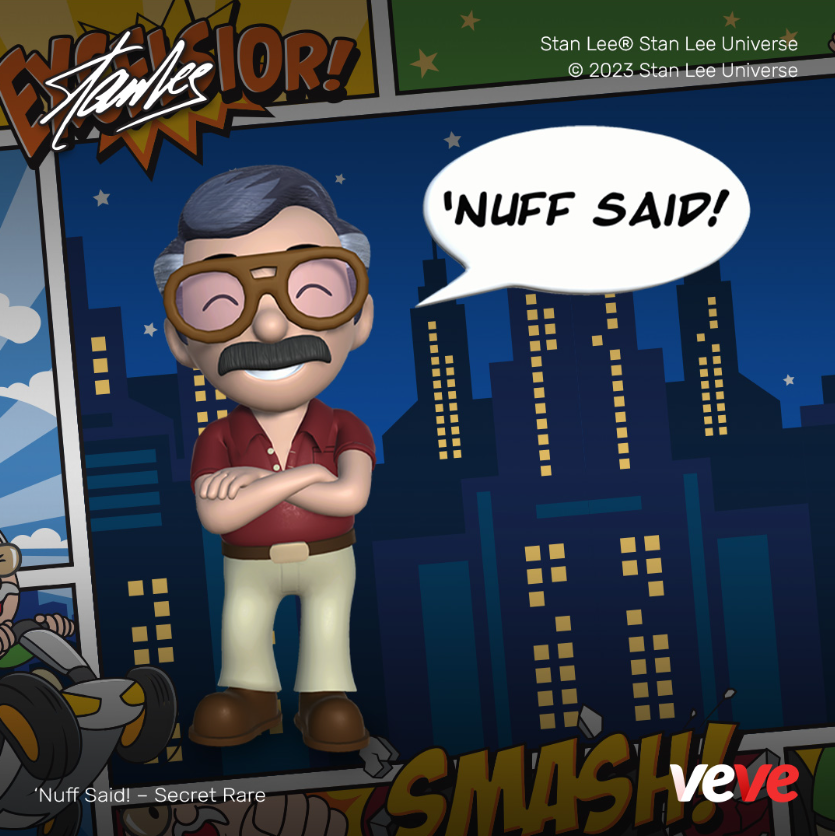 EXCELSIOR!
Stan Lee
Stan Lee® Stan Lee Universe
© 2023 Stan Lee Universe
'NUFF SAID!
SMASH!
'Nuff Said! – Secret Rare
veve